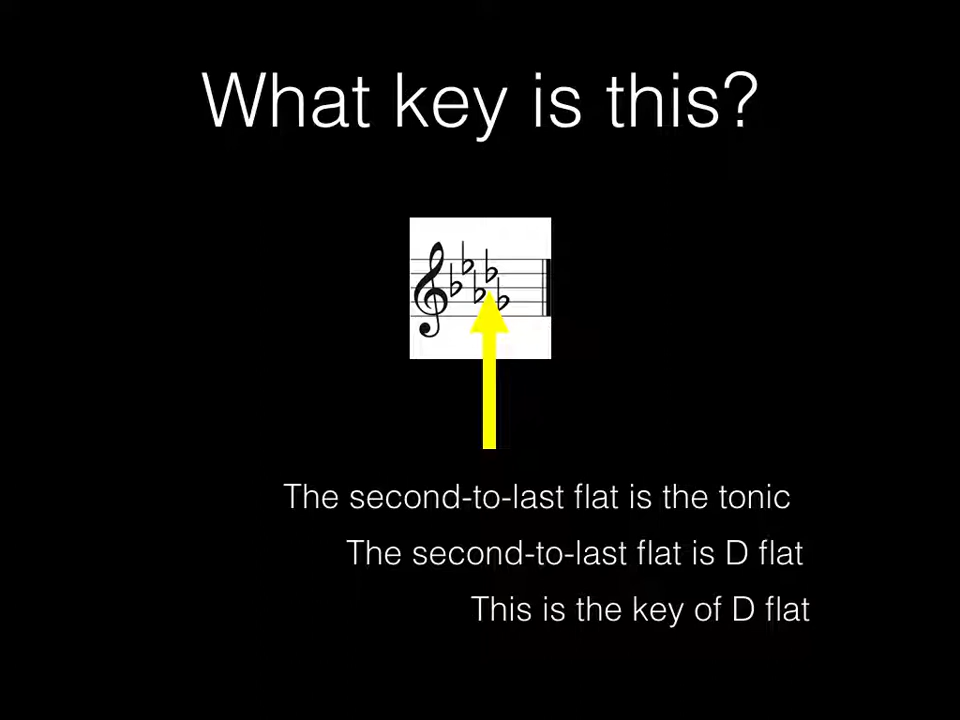 What key is this?
The second-to-last flat is the tonic
The second-to-last flat is D flat
This is the key of D flat